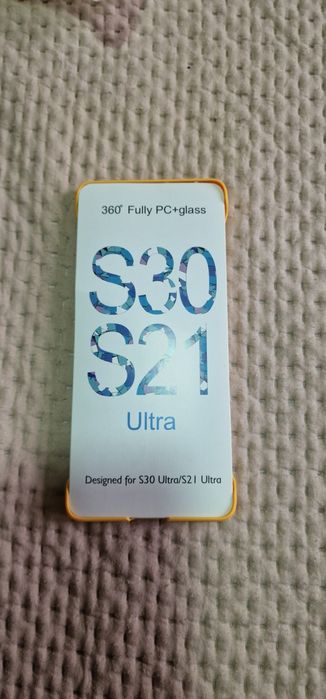 360° Fully PC+glass
S30
S21
Ultra
Designed for S30 Ultra/S21 Ultra